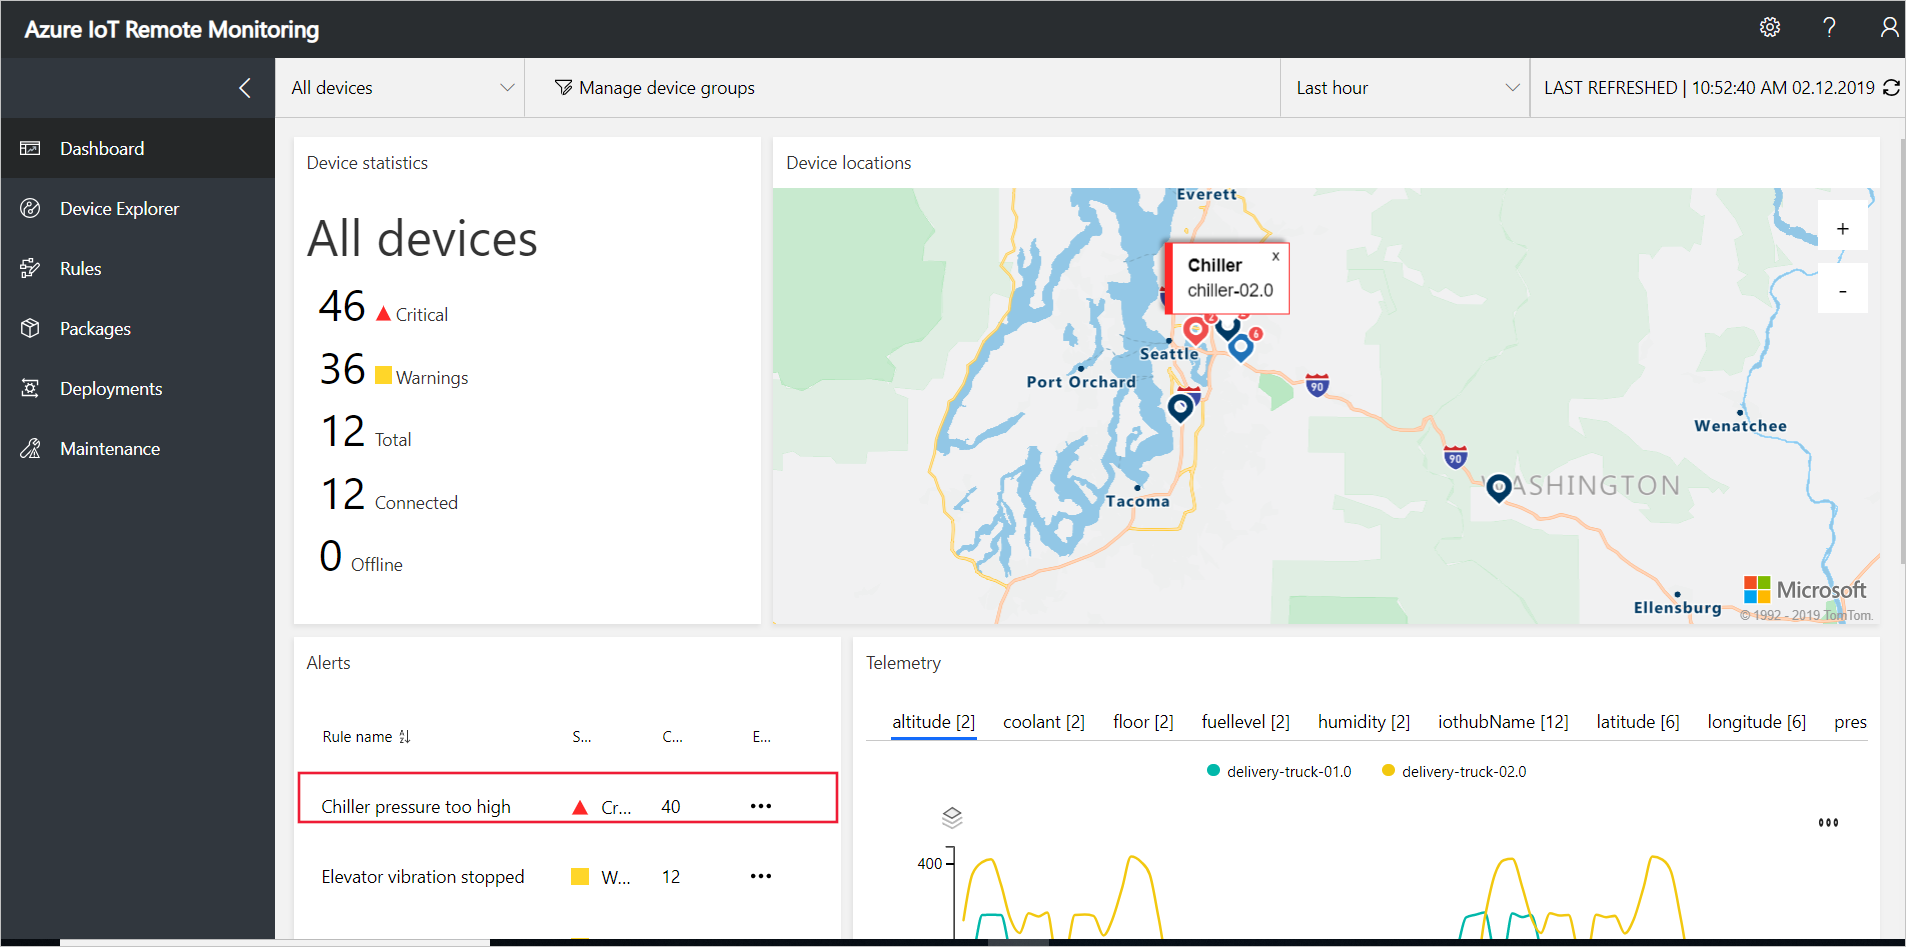 Azure IoT Remote Monitoring
?
All devices
Manage device groups
Last hour
LAST REFRESHED | 10:52:40 AM 02.12.2019
Dashboard
Device Explorer
Rules
Packages
Deployments
Maintenance
Device statistics
All devices
46 Critical
36 Warnings
12 Total
12 Connected
0 Offline
Device locations
Everett
+
-
Chiller x
chiller-02.0
2
6
Seattle
Port Orchard
90
Wenatchee
90
WASHINGTON
Tacoma
Ellensburg
Microsoft
© 1992 - 2019 TomTom.
Alerts
Rule name S... C... E...
Chiller pressure too high Cr... 40 •••
Elevator vibration stopped W... 12 •••
Telemetry
altitude [2] coolant [2] floor [2] fuellevel [2] humidity [2] iothubName [12] latitude [6] longitude [6] pres
delivery-truck-01.0 delivery-truck-02.0
400